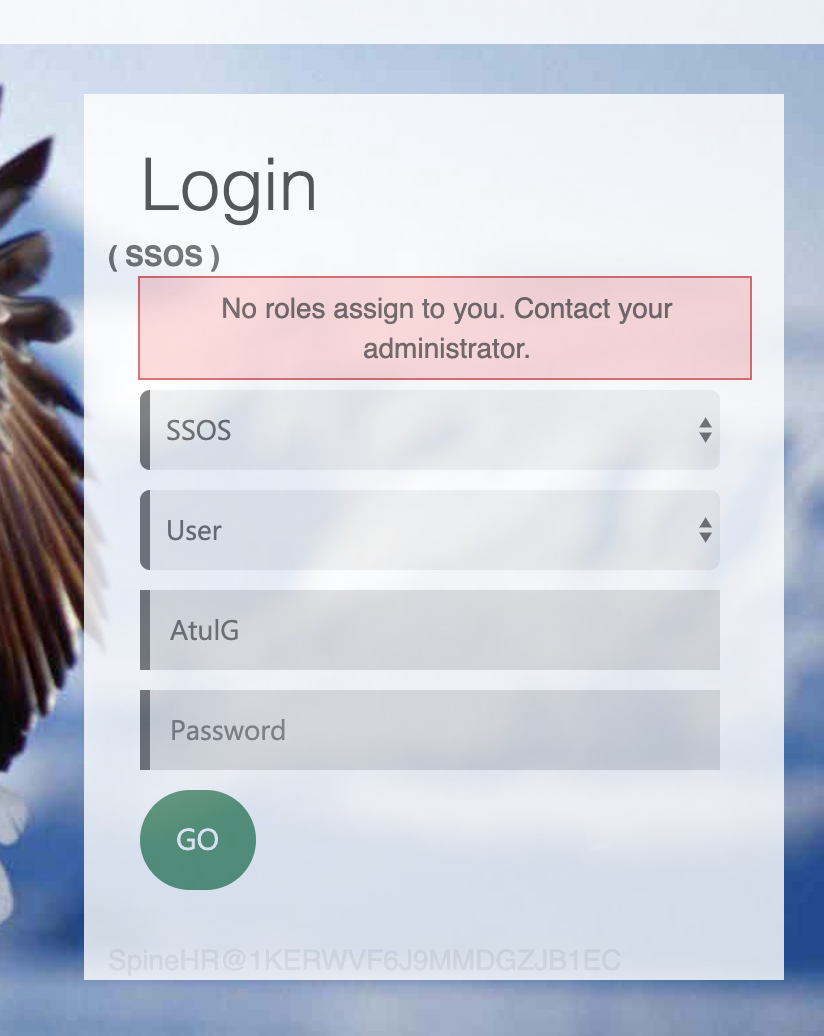 Login
( SSOS )
No roles assign to you. Contact your
administrator.
SSOS
User
AtulG
Password
GO
SpineHR@1KERWVF6J9MMDGZJB1EC